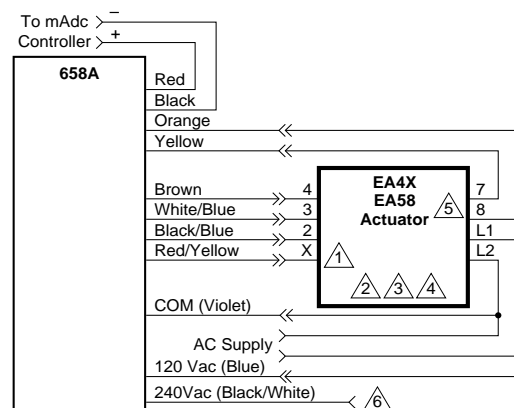 To mAdc –
Controller +
658A
Red
Black
Orange
Yellow
Brown 4
White/Blue 3
Black/Blue 2
Red/Yellow X
EA4X
EA58
Actuator
7
5
8
L1
L2
1
2 3 4
COM (Violet)
AC Supply
120 Vac (Blue)
240Vac (Black/White)
6